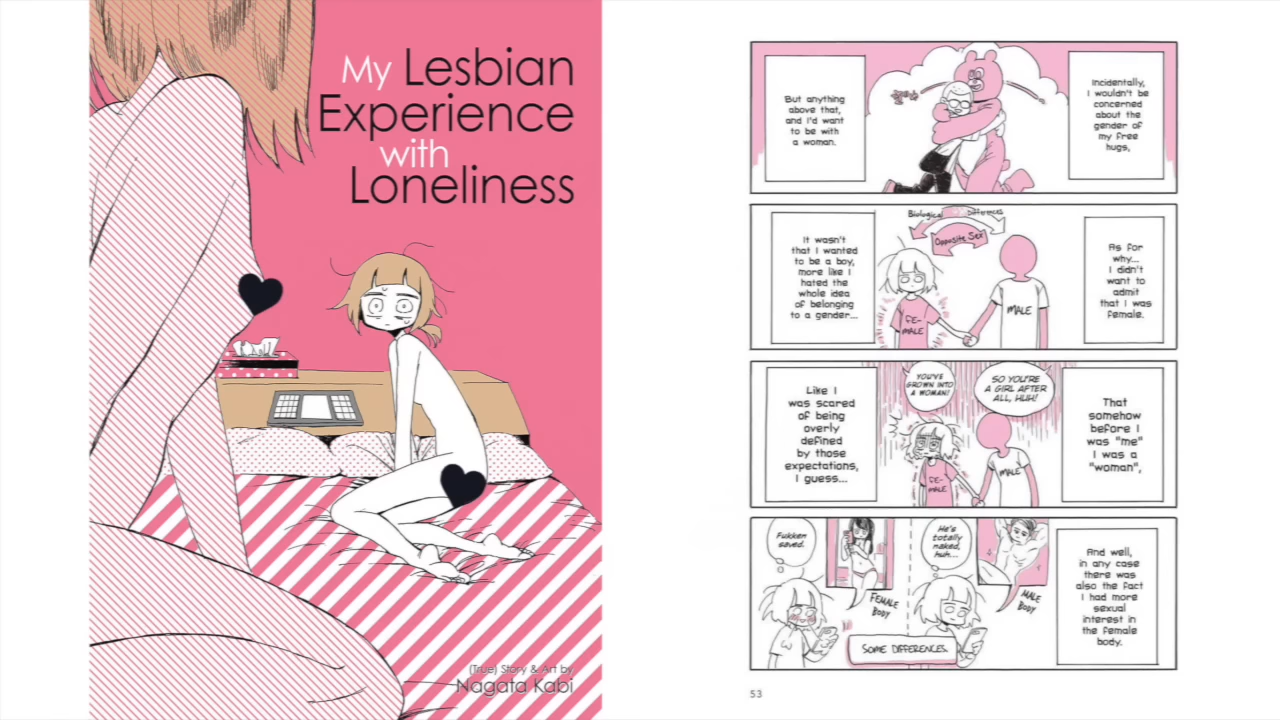 My Lesbian
Experience
with
Loneliness
(True) Story & Art by
Nagata Kabi
Incidentally,
I wouldn't be
concerned
about the
gender of
my free
hugs,
But anything
above that,
and I'd want
to be with
a woman.
As for
why...
I didn't
want to
admit
that I was
female.
Biological Differences
Opposite Sex
FE-
MALE
MALE
It wasn't
that I wanted
to be a boy,
more like I
hated the
whole idea
of belonging
to a gender...
That
somehow
before I
was "me"
I was a
"woman",
SO YOU'RE
A GIRL AFTER
ALL, HUH!
YOU'VE
GROWN INTO
A WOMAN!
FE-
MALE
MALE
Like I
was scared
of being
overly
defined
by those
expectations,
I guess...
And well,
in any case
there was
also the fact
I had more
sexual
interest in
the female
body.
He's
totally
naked,
huh...
MALE
BODY
Fukken
saved.
FEMALE
BODY
SOME DIFFERENCES.
53